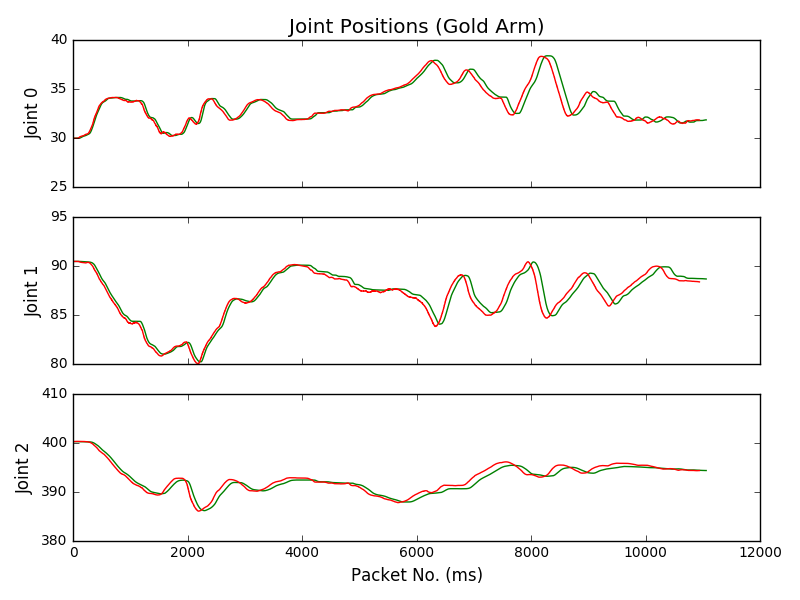 Joint Positions (Gold Arm)
40
35
30
25
Joint 0
95
90
85
80
Joint 1
410
400
390
380
Joint 2
0 2000 4000 6000 8000 10000 12000
Packet No. (ms)